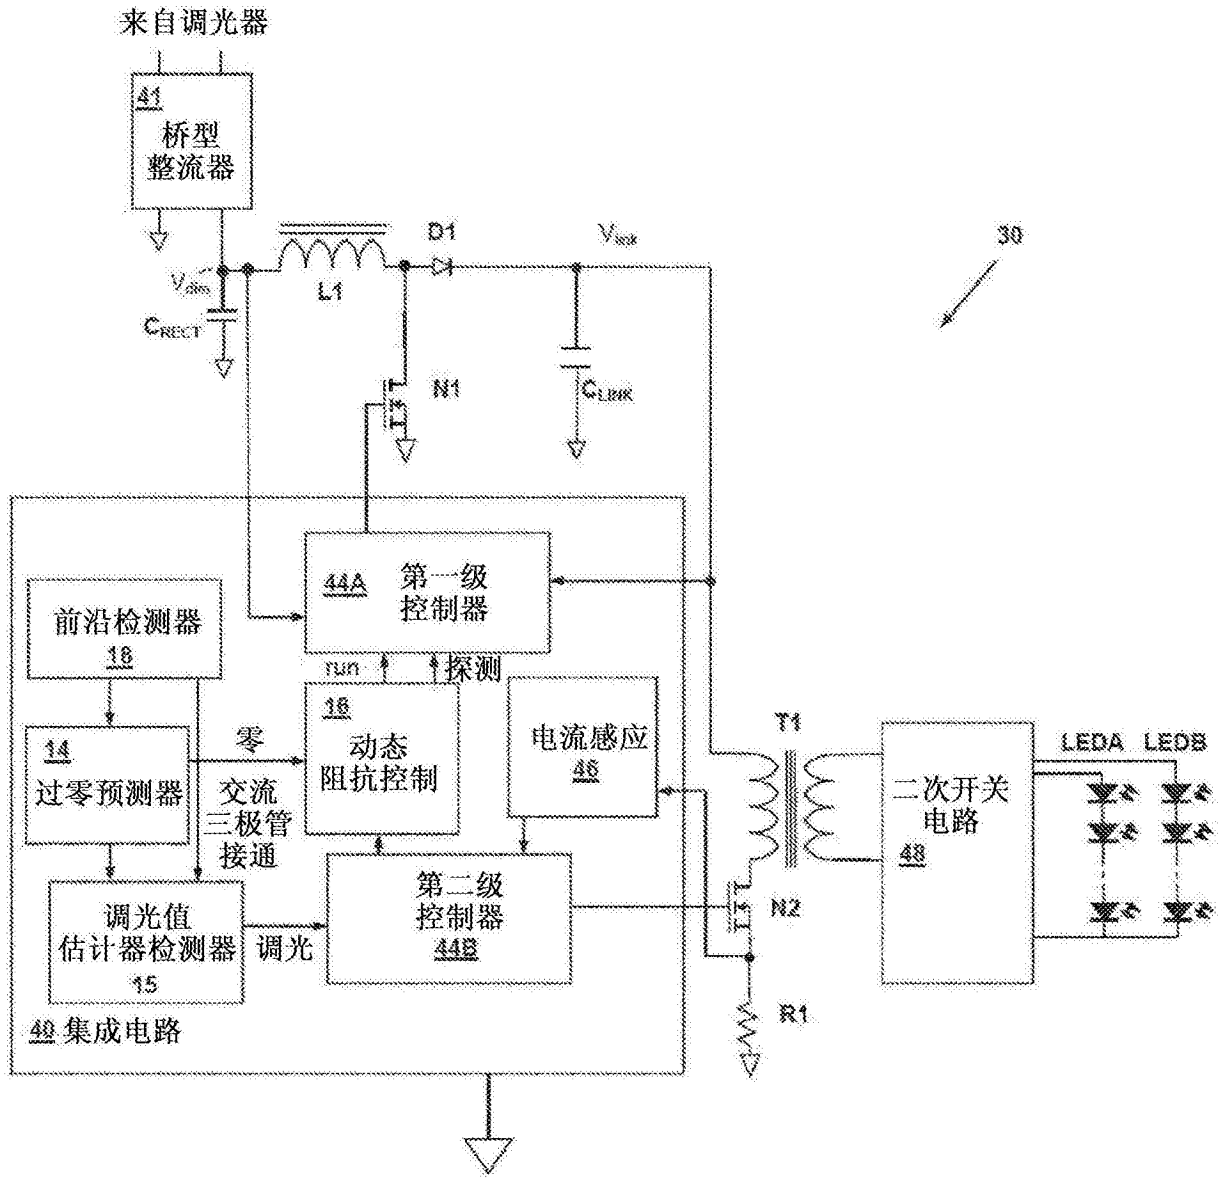 来自调光器
41
桥型
整流器
V_dim
C_RECT
L1
D1
V_link
30
N1
C_LINK
44A
第一级
控制器
前沿检测器
18
run
探测
14
过零预测器
零
交流
三极管
接通
16
动态
阻抗控制
电流感应
46
T1
二次开关
电路
48
LEDA
LEDB
调光值
估计器检测器
15
调光
第二级
控制器
44B
N2
R1
40 集成电路